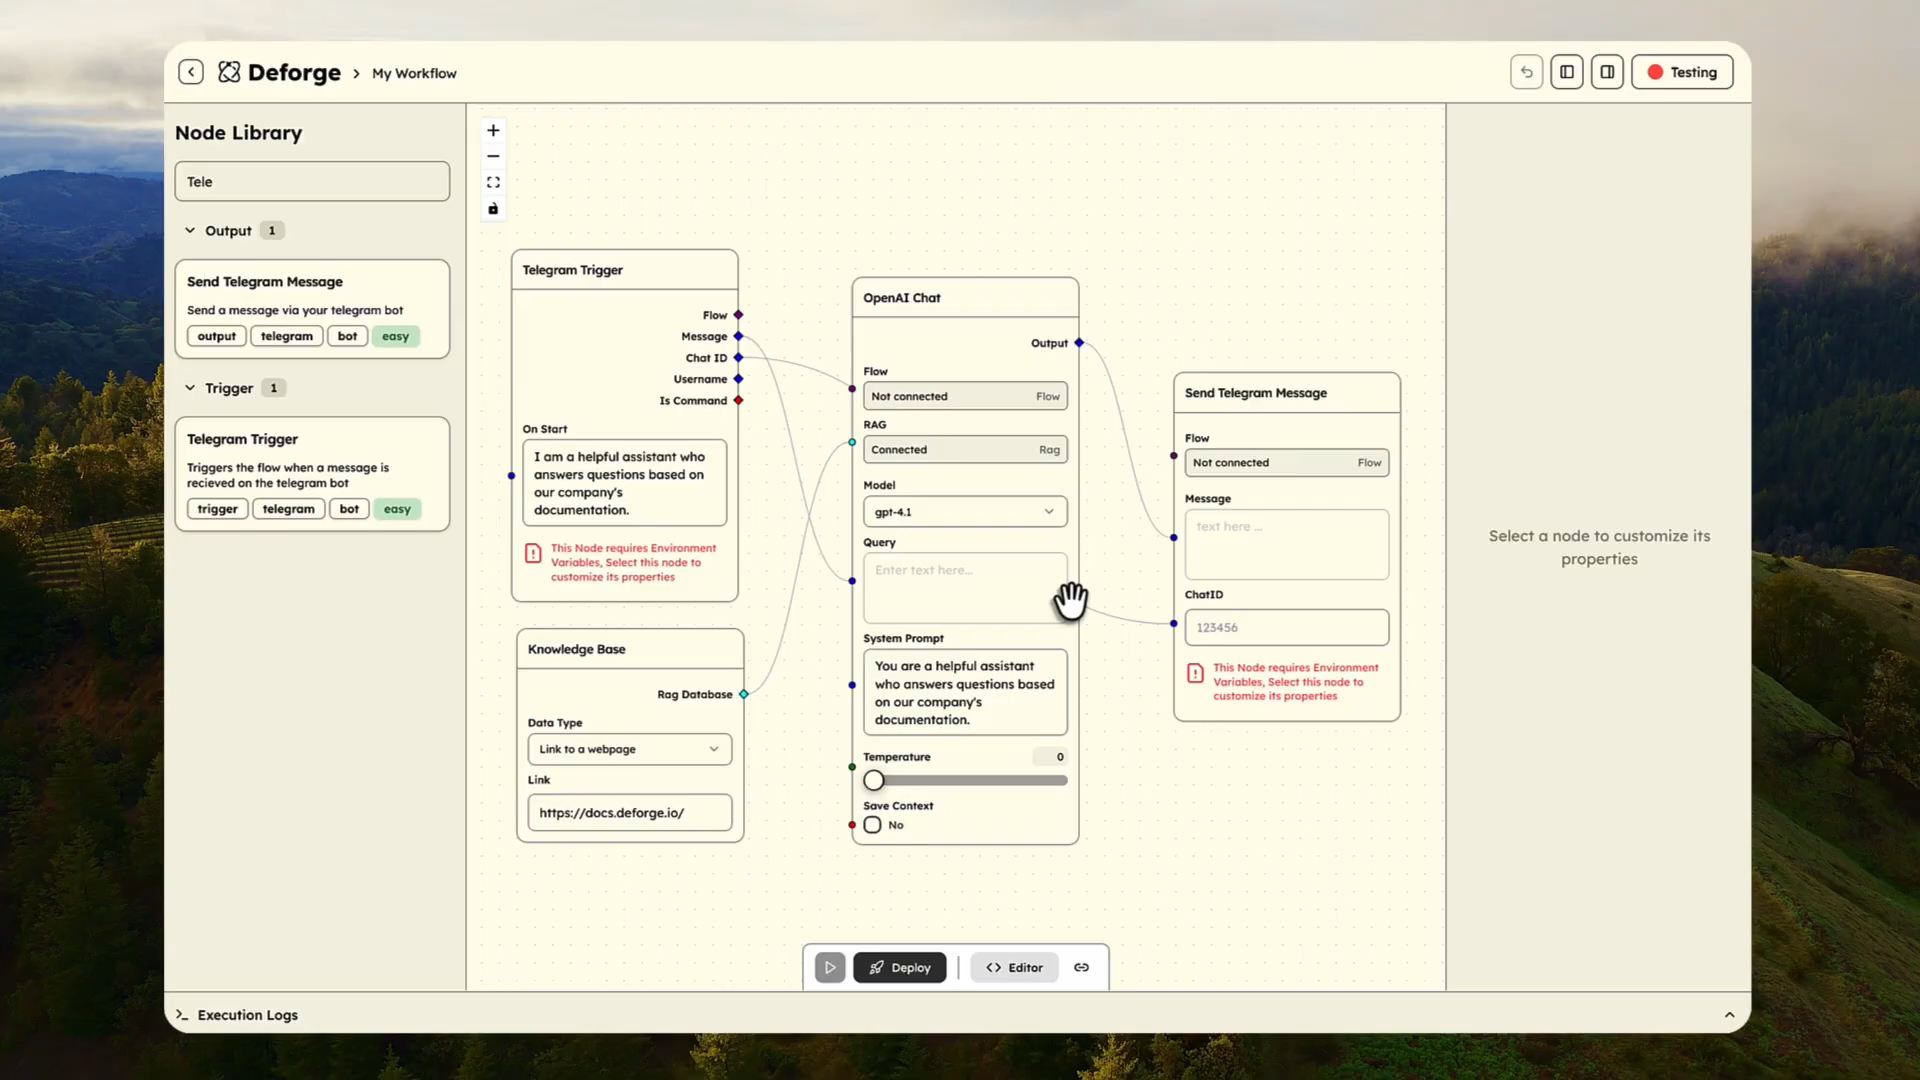 Deforge
My Workflow
Testing
Node Library
Tele
Output 1
Send Telegram Message
Send a message via your telegram bot
output telegram bot easy
Trigger 1
Telegram Trigger
Triggers the flow when a message is
recieved on the telegram bot
trigger telegram bot easy
Telegram Trigger
Flow
Message
Chat ID
Username
Is Command
On Start
I am a helpful assistant who
answers questions based on
our company's
documentation.
This Node requires Environment
Variables, Select this node to
customize its properties
Knowledge Base
Rag Database
Data Type
Link to a webpage
Link
https://docs.deforge.io/
OpenAI Chat
Output
Flow
Not connected Flow
RAG
Connected Rag
Model
gpt-4.1
Query
Enter text here...
System Prompt
You are a helpful assistant
who answers questions based
on our company's
documentation.
Temperature 0
Save Context
No
Send Telegram Message
Flow
Not connected Flow
Message
text here ...
ChatID
123456
This Node requires Environment
Variables, Select this node to
customize its properties
Select a node to customize its
properties
Deploy
Editor
Execution Logs